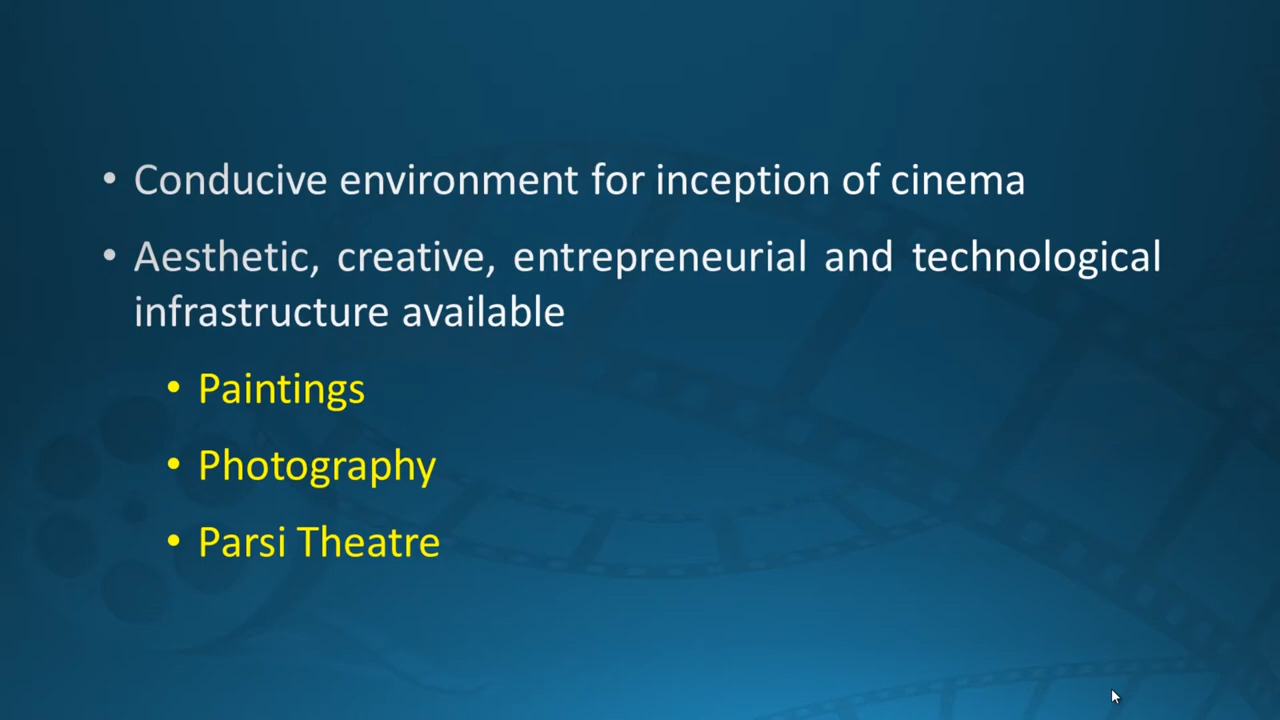 • Conducive environment for inception of cinema
• Aesthetic, creative, entrepreneurial and technological
infrastructure available
• Paintings
• Photography
• Parsi Theatre